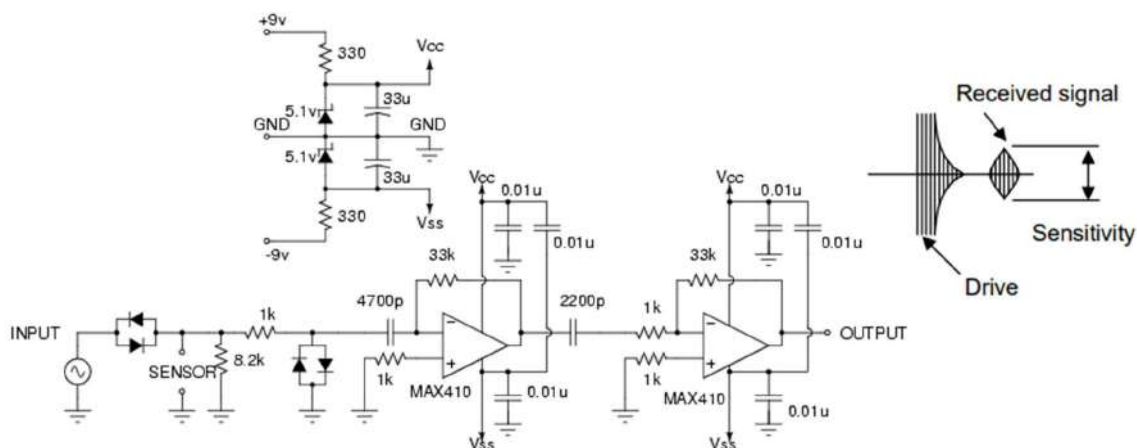 +9v
330
Vcc
5.1v
33u
GND
GND
5.1v
33u
330
Vss
-9v
Received signal
Sensitivity
Drive
Vcc
0.01u
0.01u
33k
4700p
2200p
1k
INPUT
SENSOR
8.2k
1k
MAX410
0.01u
Vss
Vcc
0.01u
0.01u
33k
1k
1k
OUTPUT
MAX410
0.01u
Vss